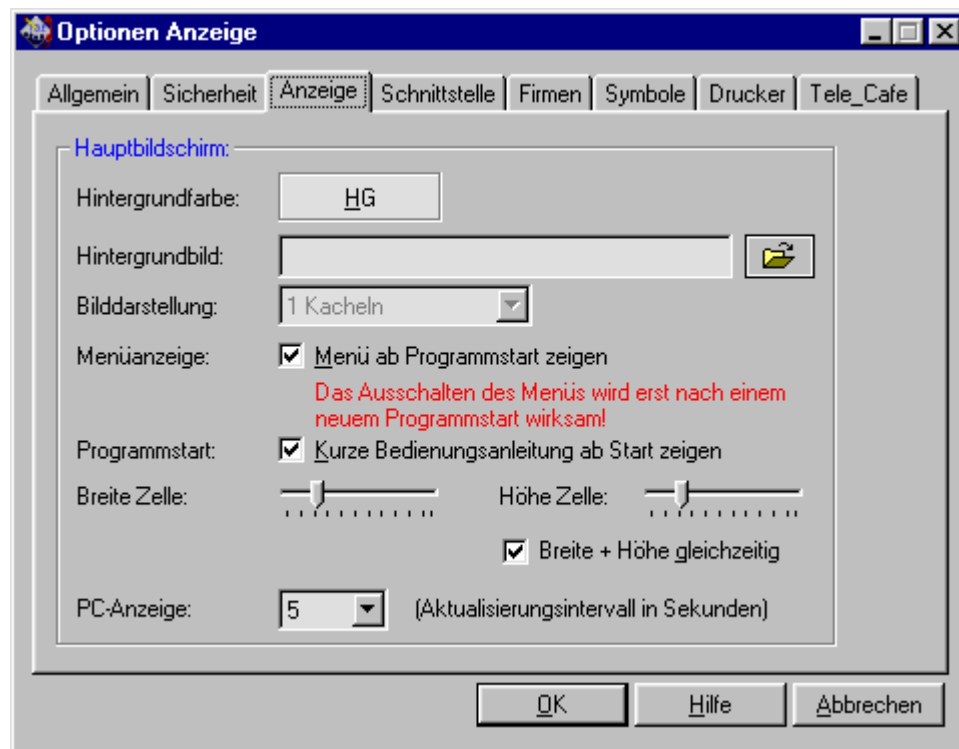 Optionen Anzeige
Allgemein Sicherheit Anzeige Schnittstelle Firmen Symbole Drucker Tele_Cafe
Hauptbildschirm:
Hintergrundfarbe: HG
Hintergrundbild:
Bilddarstellung: 1 Kacheln
Menüanzeige: Menü ab Programmstart zeigen
Das Ausschalten des Menüs wird erst nach einem
neuem Programmstart wirksam!
Programmstart: Kurze Bedienungsanleitung ab Start zeigen
Breite Zelle: Höhe Zelle:
Breite + Höhe gleichzeitig
PC-Anzeige: 5 (Aktualisierungsintervall in Sekunden)
OK Hilfe Abbrechen